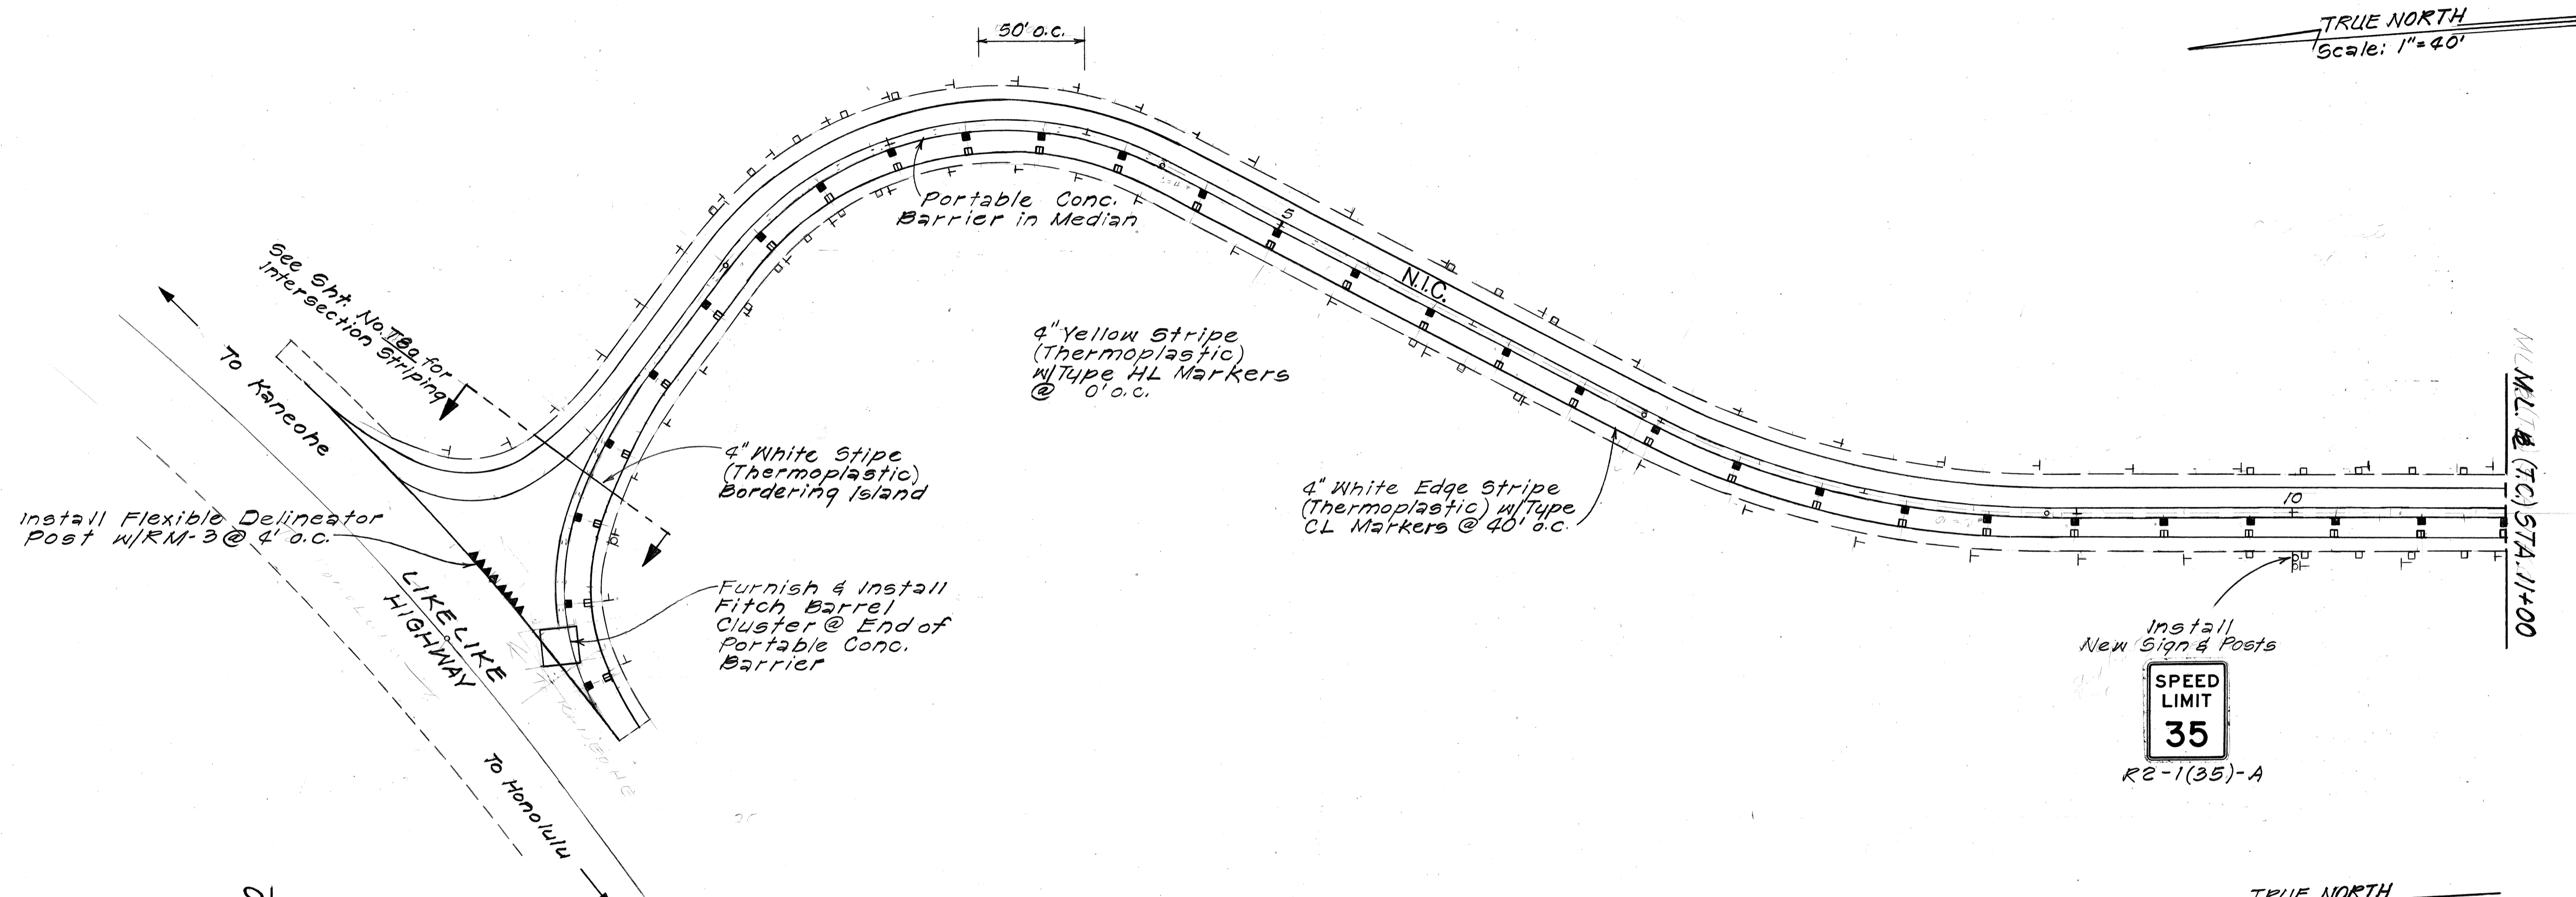 50' o.c.
TRUE NORTH
Scale: 1"=40'
Portable Conc.
Barrier in Median
5
N.I.C.
See Sht. No. T8a for
Intersection Striping
To Kaneohe
4" Yellow Stripe
(Thermoplastic)
w/Type HL Markers
@ 0' o.c.
4" White Stipe
(Thermoplastic)
Bordering Island
4" White Edge Stripe
(Thermoplastic) w/Type
CL Markers @ 40' o.c.
10
M.L. (T.C.) STA. 11+00
Install Flexible Delineator
Post w/RM-3 @ 4' o.c.
LIKELIKE
HIGHWAY
Furnish & Install
Fitch Barrel
Cluster @ End of
Portable Conc.
Barrier
Install
New Sign & Posts
SPEED
LIMIT
35
R2-1(35)-A
To Honolulu
TRUE NORTH